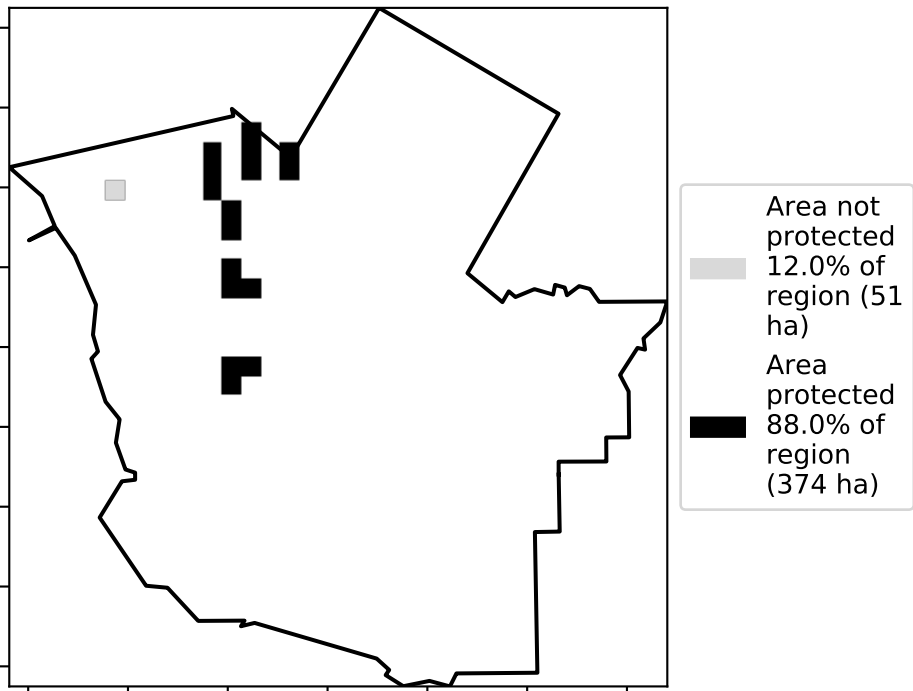 Area not
protected
12.0% of
region (51
ha)
Area
protected
88.0% of
region
(374 ha)